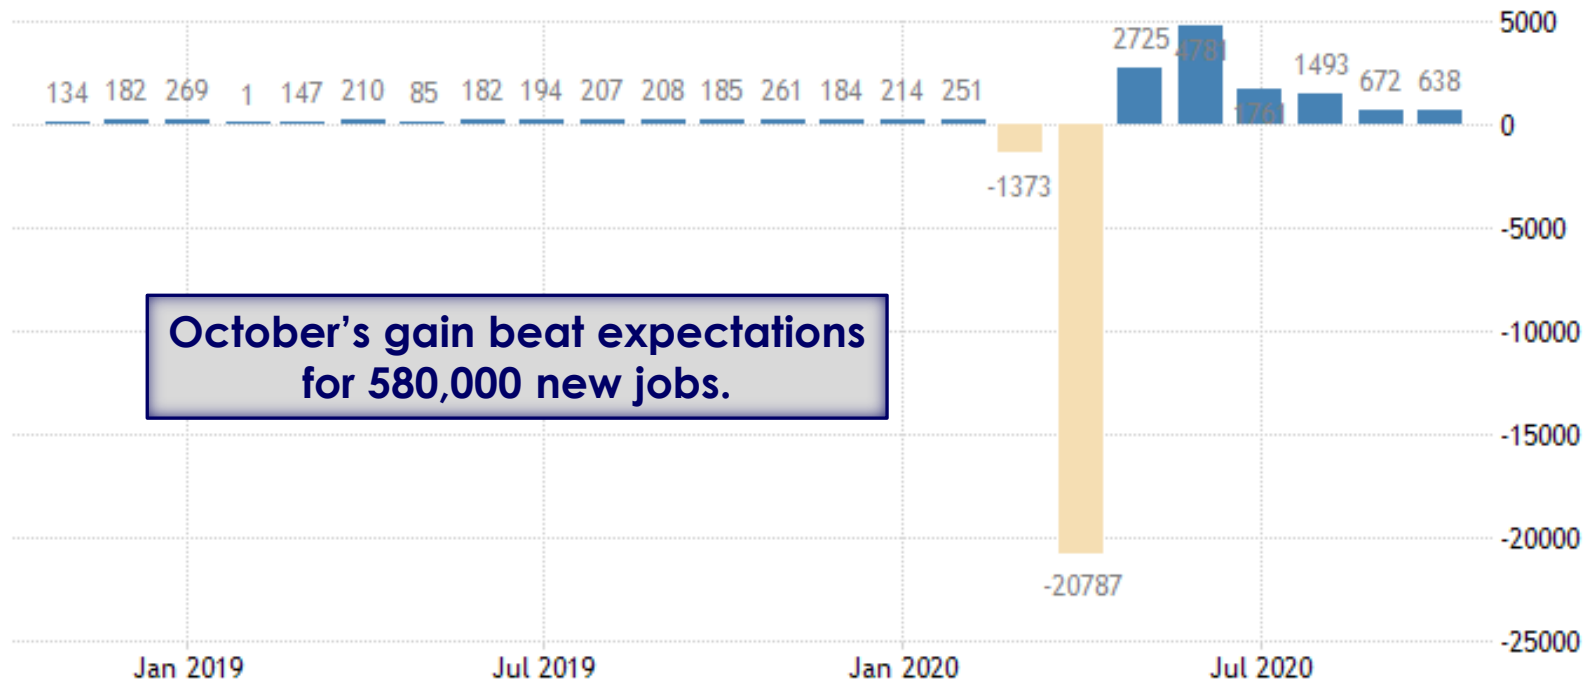 5000
2725
4781
1493
672
638
134 182 269 1 147 210 85 182 194 207 208 185 261 184 214 251
1761
0
-1373
-5000
October’s gain beat expectations
for 580,000 new jobs.
-10000
-15000
-20000
-20787
-25000
Jan 2019
Jul 2019
Jan 2020
Jul 2020